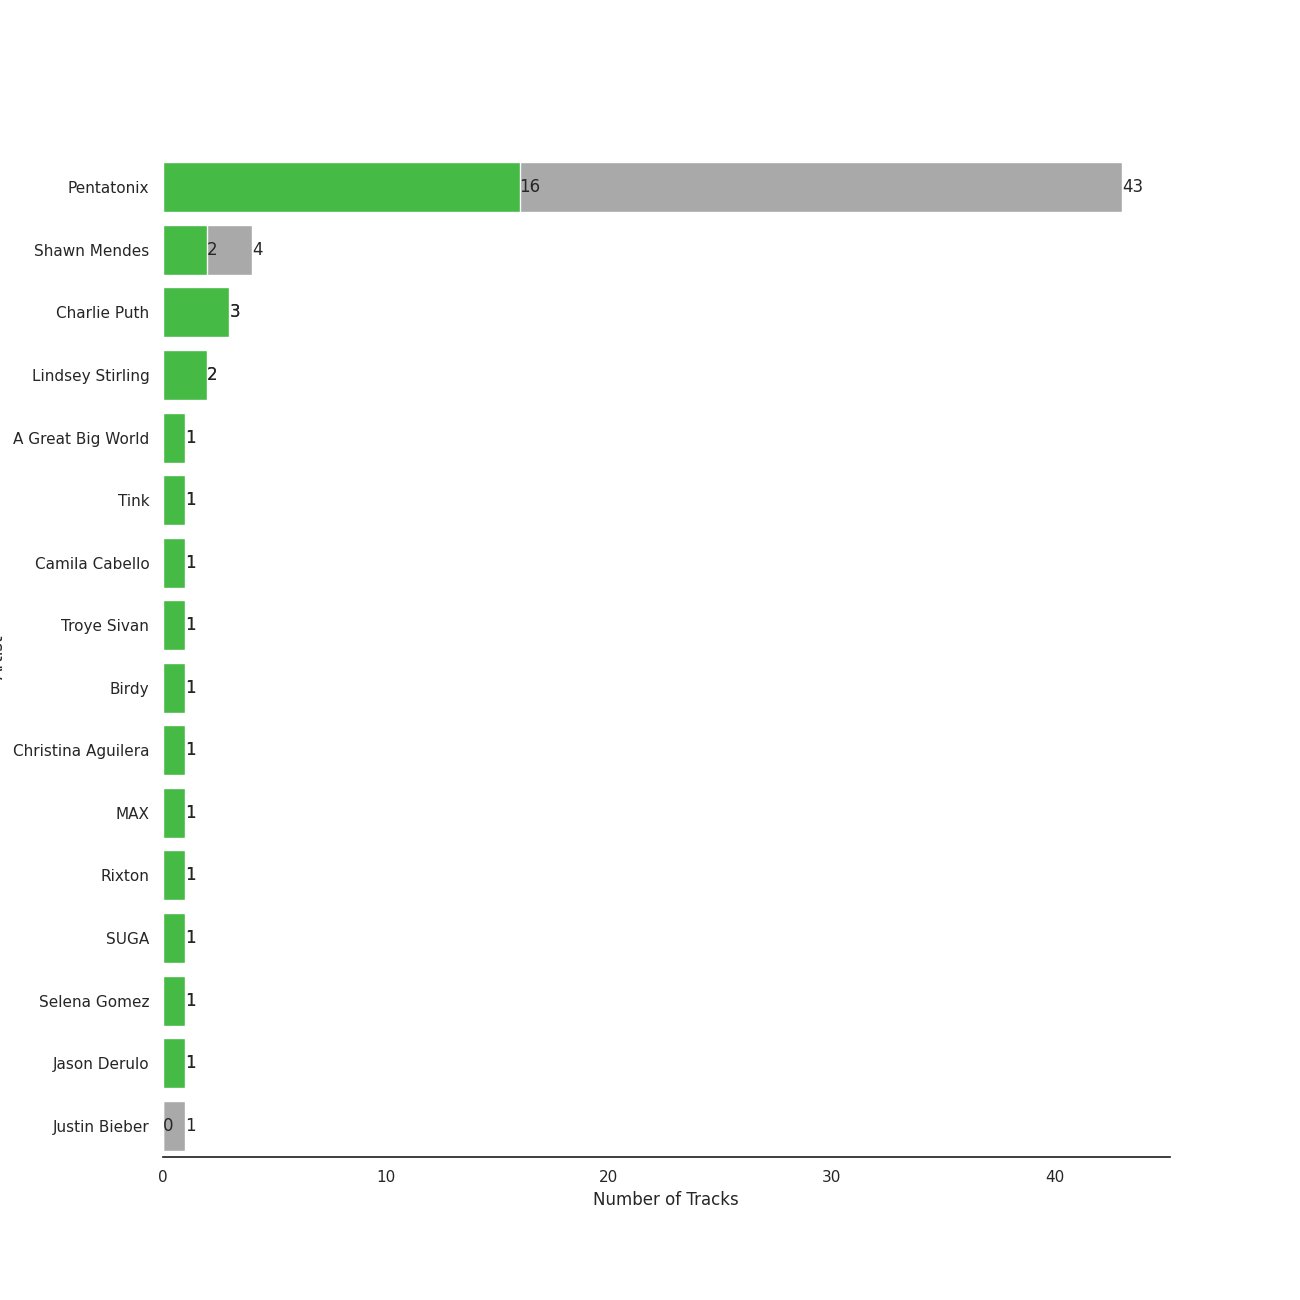 Pentatonix 16 43
Shawn Mendes 2 4
Charlie Puth 3
Lindsey Stirling 2
A Great Big World 1
Tink 1
Camila Cabello 1
Troye Sivan 1
Birdy 1
Christina Aguilera 1
MAX 1
Rixton 1
SUGA 1
Selena Gomez 1
Jason Derulo 1
Justin Bieber 0 1
0 10 20 30 40
Number of Tracks